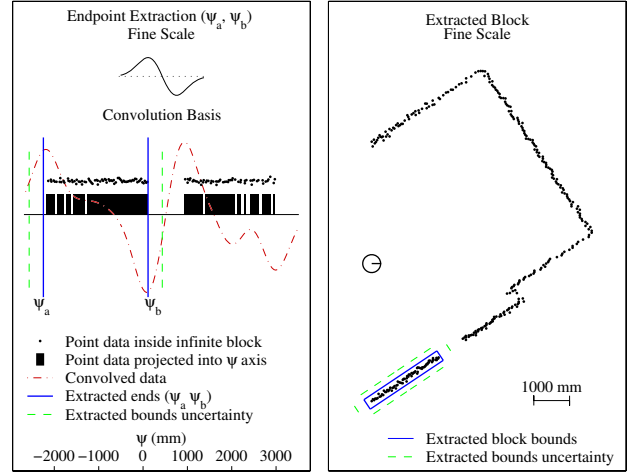 Endpoint Extraction (ψa, ψb)
Fine Scale
Convolution Basis
ψa
ψb
Point data inside infinite block
Point data projected into ψ axis
Convolved data
Extracted ends (ψa ψb)
Extracted bounds uncertainty
ψ (mm)
−2000 −1000 0 1000 2000 3000
Extracted Block
Fine Scale
1000 mm
Extracted block bounds
Extracted bounds uncertainty